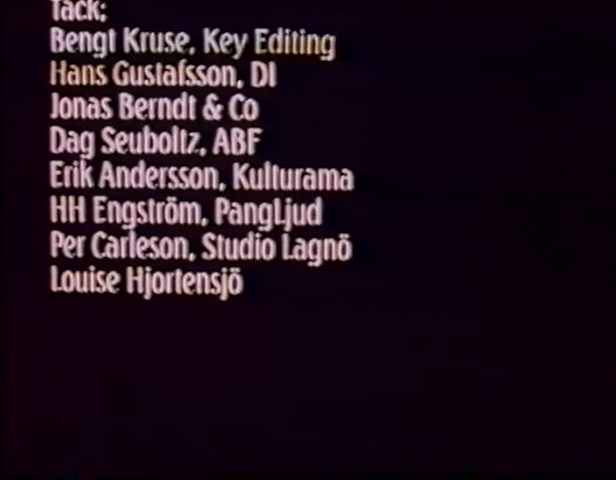 Tack:
Bengt Kruse, Key Editing
Hans Gustafsson, DI
Jonas Berndt & Co
Dag Seuboltz, ABF
Erik Andersson, Kulturama
HH Engström, PangLjud
Per Carleson, Studio Lagnö
Louise Hjortensjö